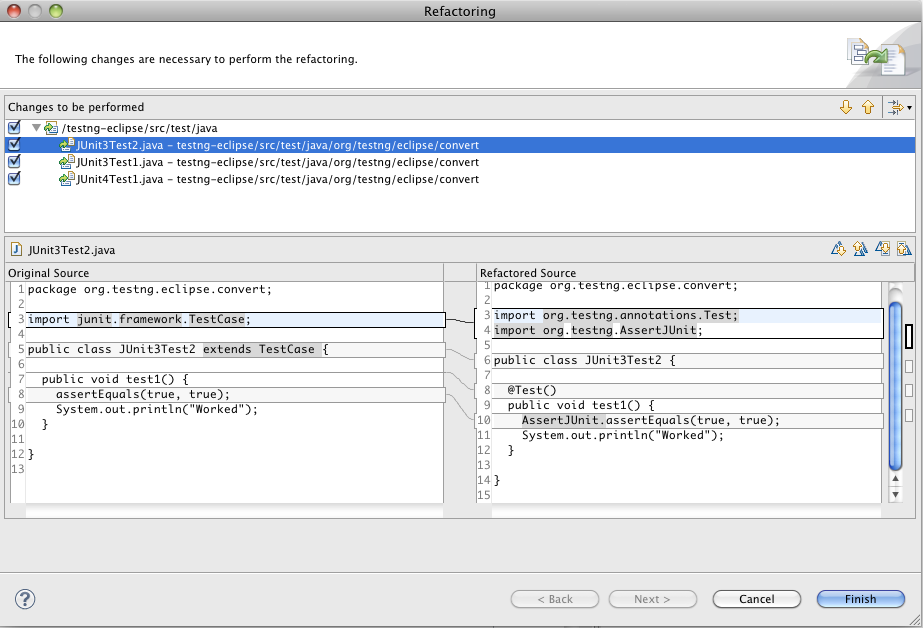 Refactoring
The following changes are necessary to perform the refactoring.
Changes to be performed
/testng-eclipse/src/test/java
JUnit3Test2.java – testng-eclipse/src/test/java/org/testng/eclipse/convert
JUnit3Test1.java – testng-eclipse/src/test/java/org/testng/eclipse/convert
JUnit4Test1.java – testng-eclipse/src/test/java/org/testng/eclipse/convert
J JUnit3Test2.java
Original Source
1 package org.testng.eclipse.convert;
2
3 import junit.framework.TestCase;
4
5 public class JUnit3Test2 extends TestCase {
6
7   public void test1() {
8     assertEquals(true, true);
9     System.out.println("Worked");
10   }
11
12 }
13
Refactored Source
1 package org.testng.eclipse.convert;
2
3 import org.testng.annotations.Test;
4 import org.testng.AssertJUnit;
5
6 public class JUnit3Test2 {
7
8   @Test()
9   public void test1() {
10     AssertJUnit.assertEquals(true, true);
11     System.out.println("Worked");
12   }
13
14 }
15
?
< Back
Next >
Cancel
Finish